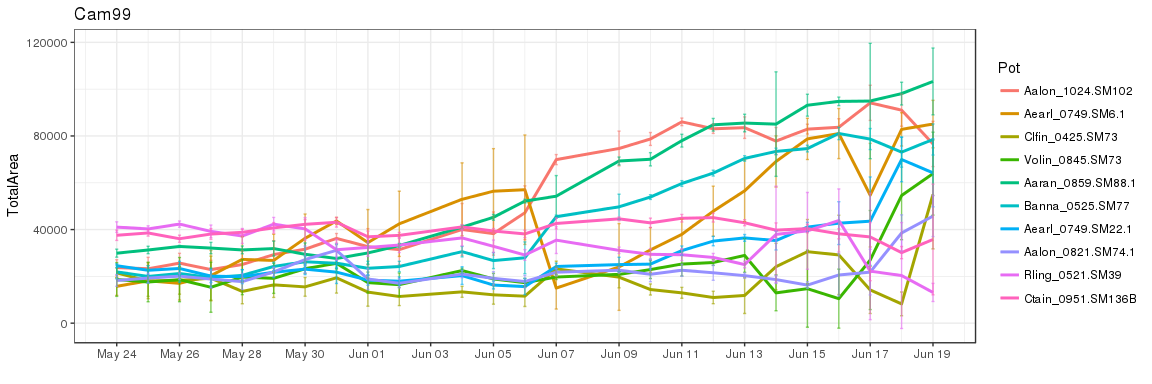 Cam99
TotalArea
120000
80000
40000
0
May 24 May 26 May 28 May 30 Jun 01 Jun 03 Jun 05 Jun 07 Jun 09 Jun 11 Jun 13 Jun 15 Jun 17 Jun 19
Pot
Aalon_1024.SM102
Aearl_0749.SM6.1
Clfin_0425.SM73
Volin_0845.SM73
Aaran_0859.SM88.1
Banna_0525.SM77
Aearl_0749.SM22.1
Aalon_0821.SM74.1
Rling_0521.SM39
Ctain_0951.SM136B